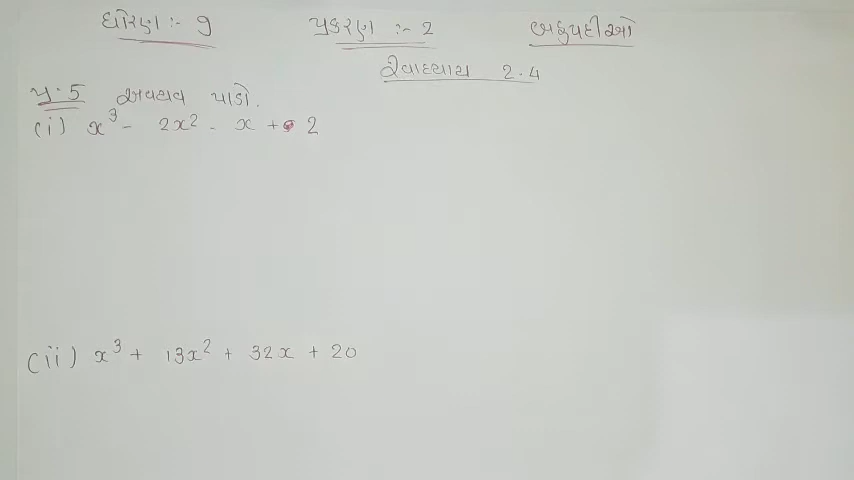 ધોરણ :- 9 પ્રકરણ :- 2 બહુપદીઓ
સ્વાધ્યાય 2.4
પ્ર.5 અવયવ પાડો.
(i) x³ - 2x² - x + 2
(ii) x³ + 13x² + 32x + 20